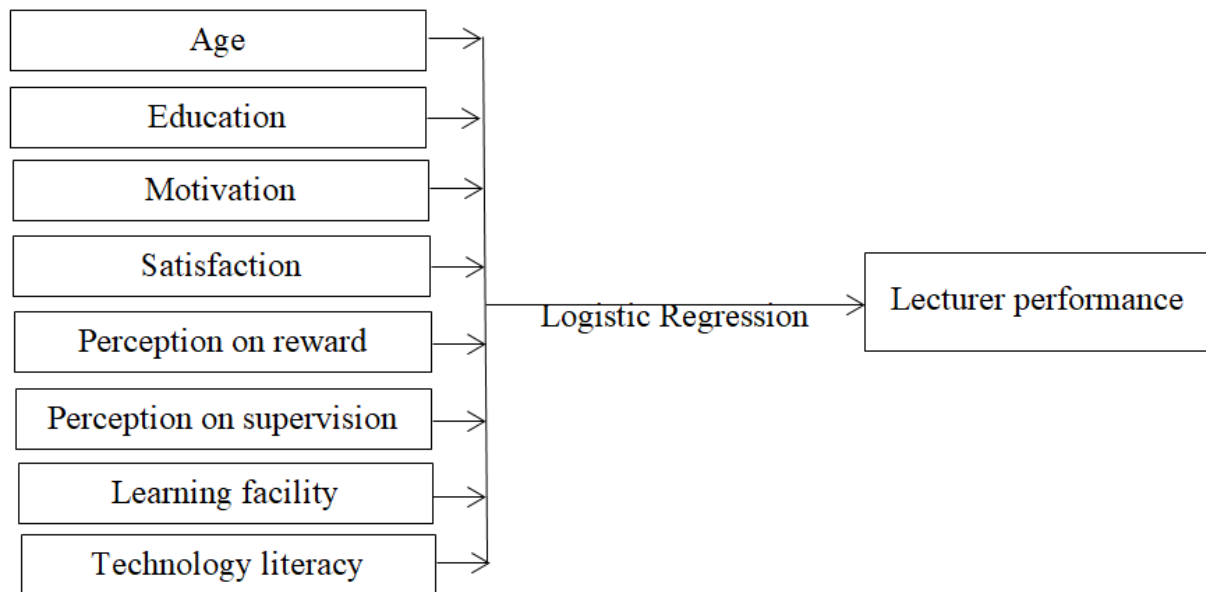 Age
Education
Motivation
Satisfaction
Perception on reward
Perception on supervision
Learning facility
Technology literacy
Logistic Regression
Lecturer performance